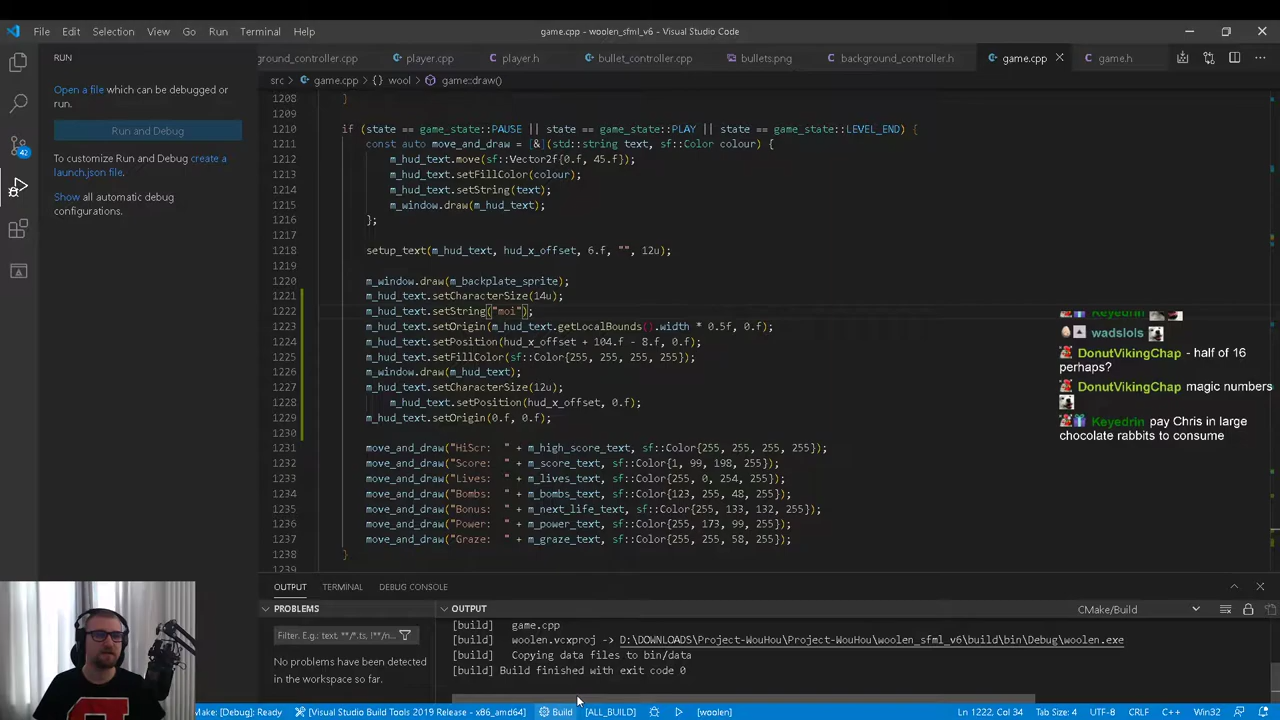 File Edit Selection View Go Run Terminal Help
game.cpp - woolen_sfml_v6 - Visual Studio Code
RUN
ground_controller.cpp player.cpp player.h bullet_controller.cpp bullets.png background_controller.h game.cpp game.h
src > game.cpp > {} wool > game::draw()
Open a file which can be debugged or
run.
Run and Debug
To customize Run and Debug create a
launch.json file.
42
Show all automatic debug
configurations.
1208 }
1209
1210 if (state == game_state::PAUSE || state == game_state::PLAY || state == game_state::LEVEL_END) {
1211 const auto move_and_draw = [&](std::string text, sf::Color colour) {
1212 m_hud_text.move(sf::Vector2f{0.f, 45.f});
1213 m_hud_text.setFillColor(colour);
1214 m_hud_text.setString(text);
1215 m_window.draw(m_hud_text);
1216 };
1217
1218 setup_text(m_hud_text, hud_x_offset, 6.f, "", 12u);
1219
1220 m_window.draw(m_backplate_sprite);
1221 m_hud_text.setCharacterSize(14u);
1222 m_hud_text.setString("moi");
1223 m_hud_text.setOrigin(m_hud_text.getLocalBounds().width * 0.5f, 0.f);
1224 m_hud_text.setPosition(hud_x_offset + 104.f - 8.f, 0.f);
1225 m_hud_text.setFillColor(sf::Color{255, 255, 255, 255});
1226 m_window.draw(m_hud_text);
1227 m_hud_text.setCharacterSize(12u);
1228 m_hud_text.setPosition(hud_x_offset, 0.f);
1229 m_hud_text.setOrigin(0.f, 0.f);
1230
1231 move_and_draw("HiScr: " + m_high_score_text, sf::Color{255, 255, 255, 255});
1232 move_and_draw("Score: " + m_score_text, sf::Color{1, 99, 198, 255});
1233 move_and_draw("Lives: " + m_lives_text, sf::Color{255, 0, 254, 255});
1234 move_and_draw("Bombs: " + m_bombs_text, sf::Color{123, 255, 48, 255});
1235 move_and_draw("Bonus: " + m_next_life_text, sf::Color{255, 133, 132, 255});
1236 move_and_draw("Power: " + m_power_text, sf::Color{255, 173, 99, 255});
1237 move_and_draw("Graze: " + m_graze_text, sf::Color{255, 255, 58, 255});
1238 }
Keyedrin
wadslols
DonutVikingChap - half of 16
perhaps?
DonutVikingChap magic numbers
Keyedrin pay Chris in large
chocolate rabbits to consume
OUTPUT TERMINAL DEBUG CONSOLE
PROBLEMS
Filter. E.g.: text, **/*.ts, !**/n...
No problems have been detected
in the workspace so far.
OUTPUT
CMake/Build
[build] game.cpp
[build] woolen.vcxproj -> D:\DOWNLOADS\Project-WouHou\Project-WouHou\woolen_sfml_v6\build\bin\Debug\woolen.exe
[build] Copying data files to bin/data
[build] Build finished with exit code 0
Make: [Debug]: Ready [Visual Studio Build Tools 2019 Release - x86_amd64] Build [ALL_BUILD] [woolen] Ln 1222, Col 34 Tab Size: 4 UTF-8 CRLF C++ Win32